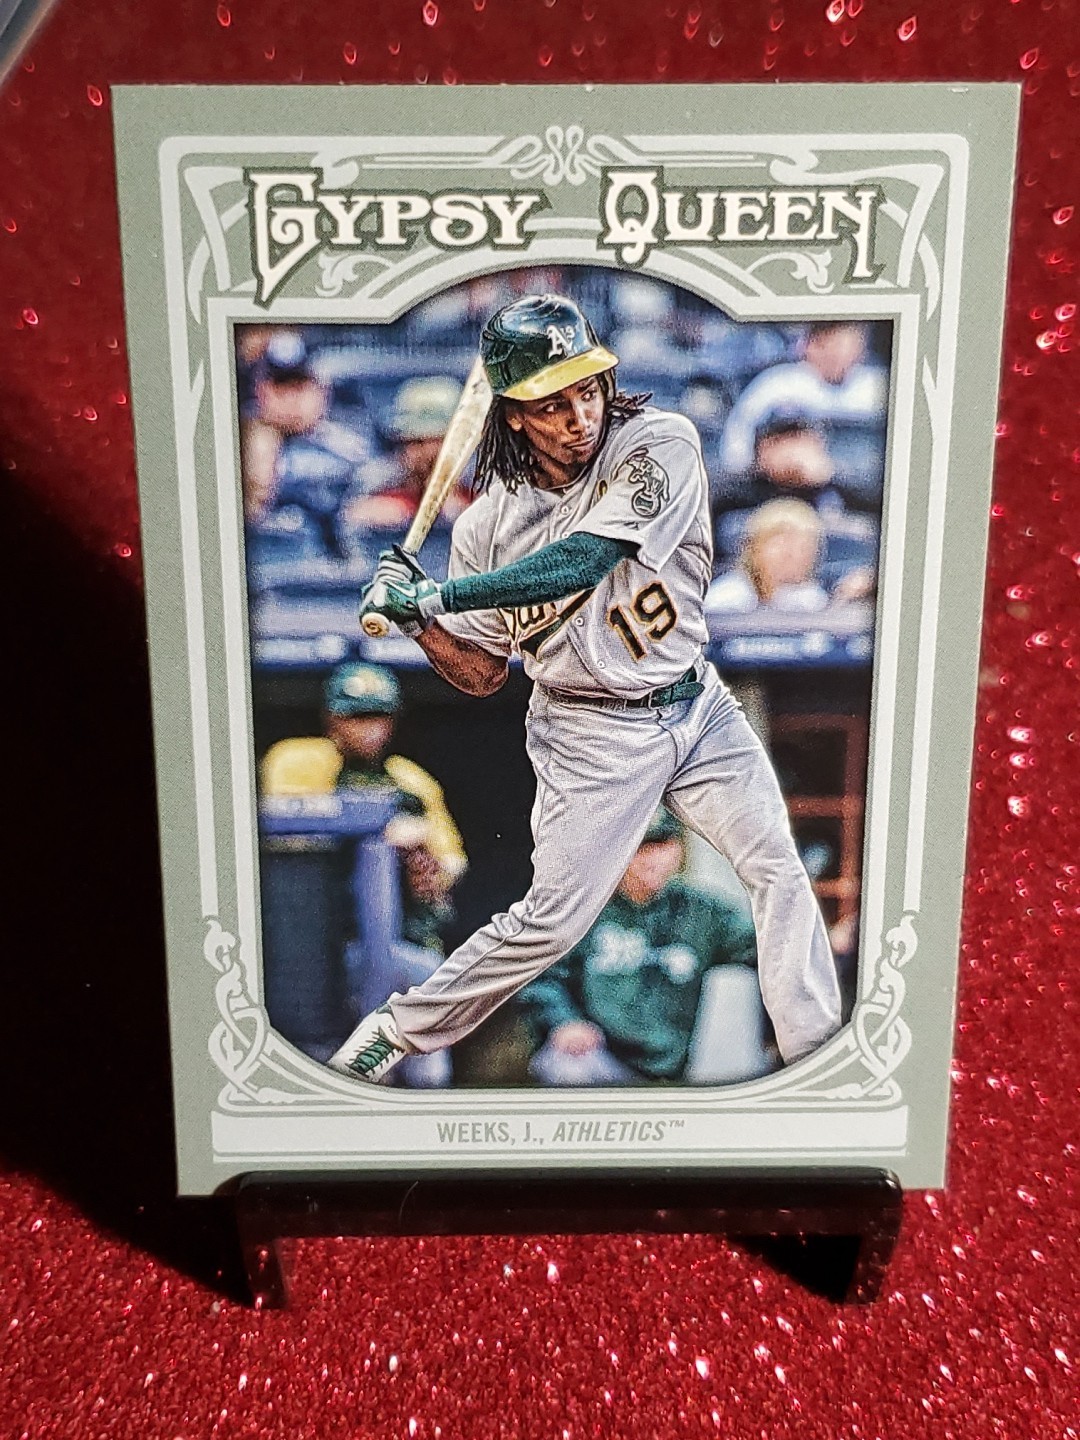 GYPSY QUEEN
A's
19
WEEKS, J., ATHLETICS™